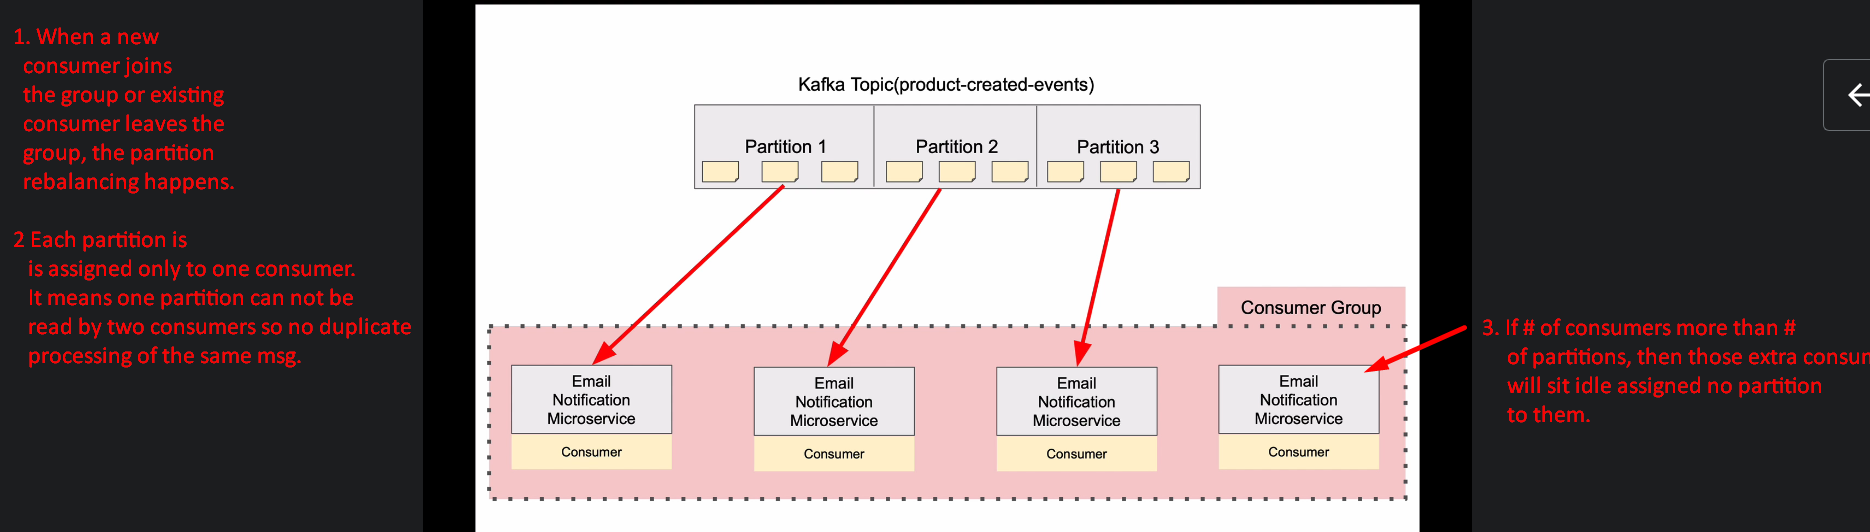 1. When a new
consumer joins
the group or existing
consumer leaves the
group, the partition
rebalancing happens.
2 Each partition is
is assigned only to one consumer.
It means one partition can not be
read by two consumers so no duplicate
processing of the same msg.
Kafka Topic(product-created-events)
Partition 1
Partition 2
Partition 3
Consumer Group
Email
Notification
Microservice
Consumer
Email
Notification
Microservice
Consumer
Email
Notification
Microservice
Consumer
Email
Notification
Microservice
Consumer
3. If # of consumers more than #
of partitions, then those extra
will sit idle assigned no partition
to them.